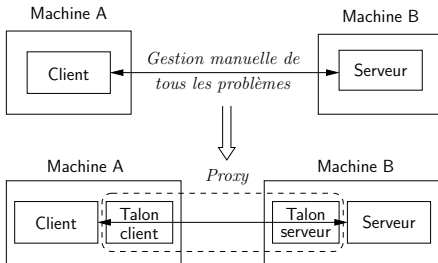 Machine A
Machine B
Client
Gestion manuelle de
tous les problèmes
Serveur
Machine A
Proxy
Machine B
Client
Talon
client
Talon
serveur
Serveur